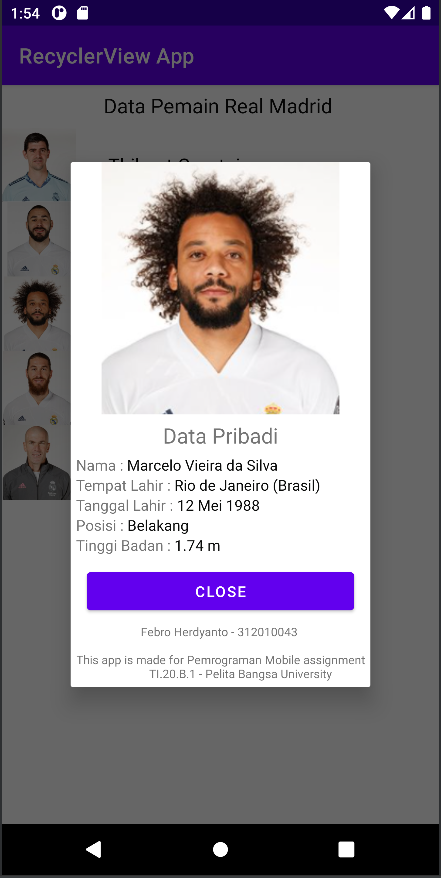 1:54
RecyclerView App
Data Pemain Real Madrid
Data Pribadi
Nama : Marcelo Vieira da Silva
Tempat Lahir : Rio de Janeiro (Brasil)
Tanggal Lahir : 12 Mei 1988
Posisi : Belakang
Tinggi Badan : 1.74 m
CLOSE
Febro Herdyanto - 312010043
This app is made for Pemrograman Mobile assignment
TI.20.B.1 - Pelita Bangsa University